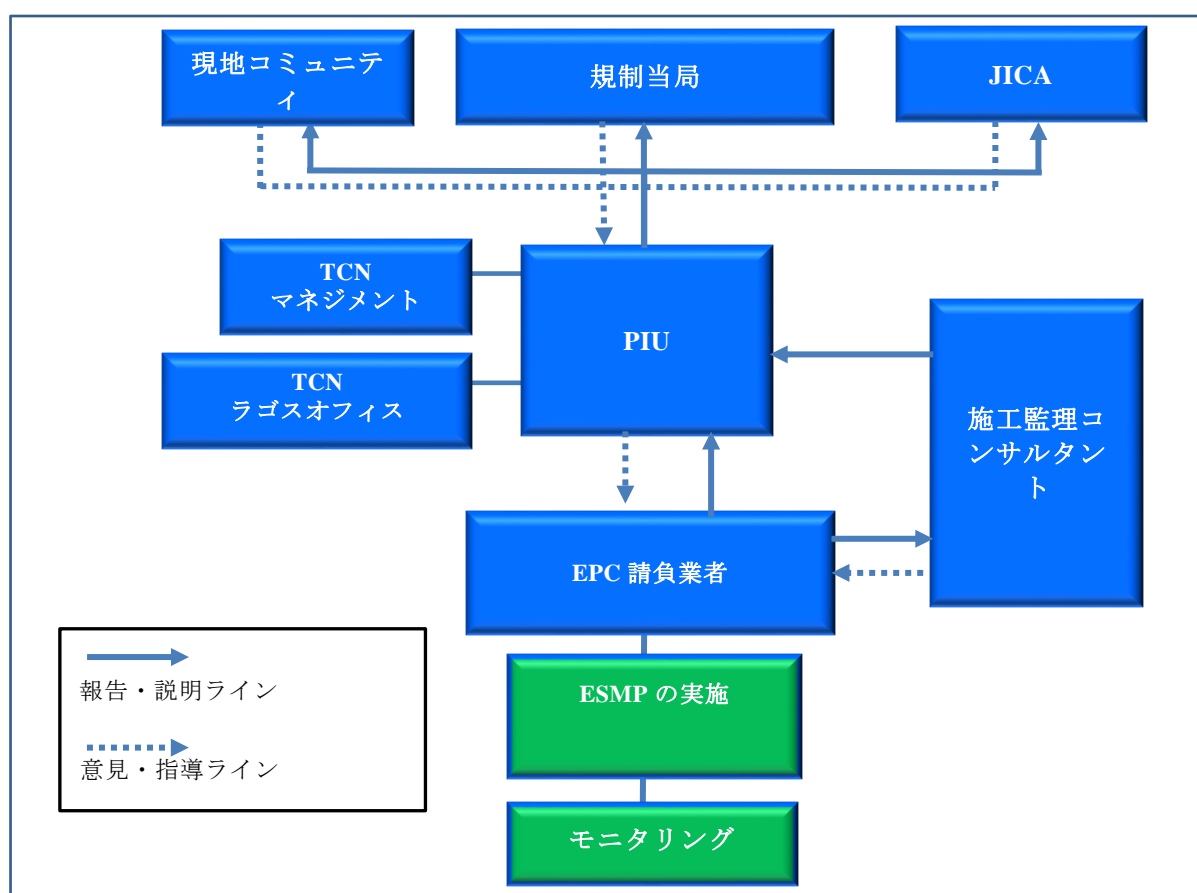 現地コミュニテ
ィ
規制当局
JICA
TCN
マネジメント
PIU
TCN
ラゴスオフィス
施工監理コ
ンサルタン
ト
EPC 請負業者
ESMP の実施
モニタリング
報告・説明ライン
意見・指導ライン